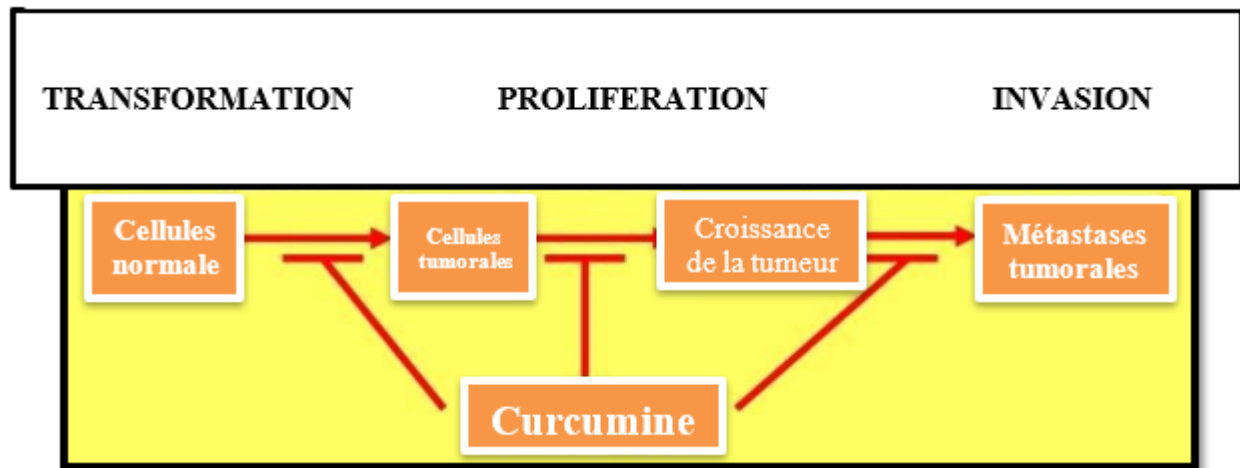 TRANSFORMATION PROLIFERATION INVASION
Cellules
normale
Cellules
tumorales
Croissance
de la tumeur
Métastases
tumorales
Curcumine